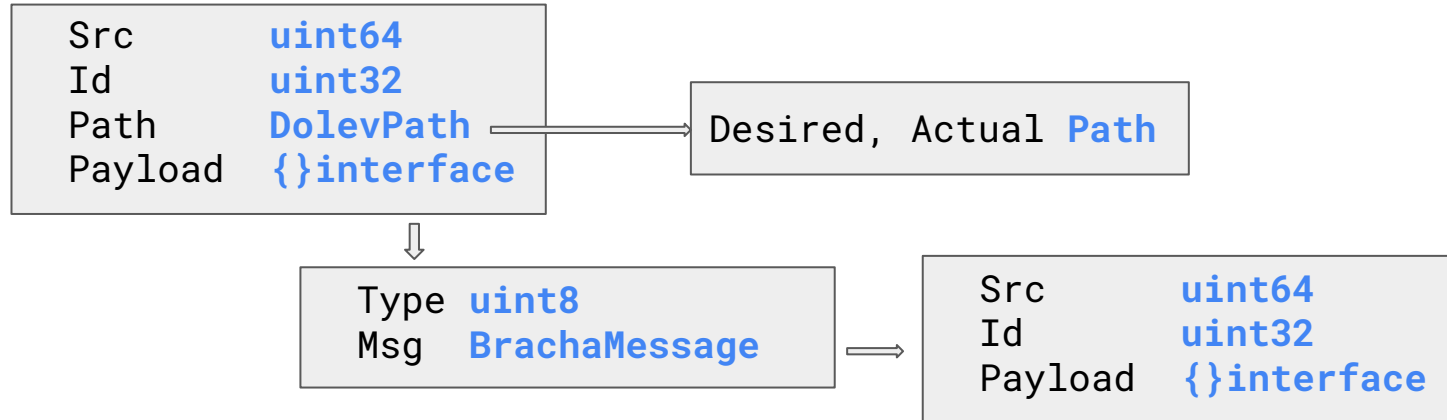 Src uint64
Id uint32
Path DolevPath
Payload {}interface
Desired, Actual Path
Type uint8
Msg BrachaMessage
Src uint64
Id uint32
Payload {}interface